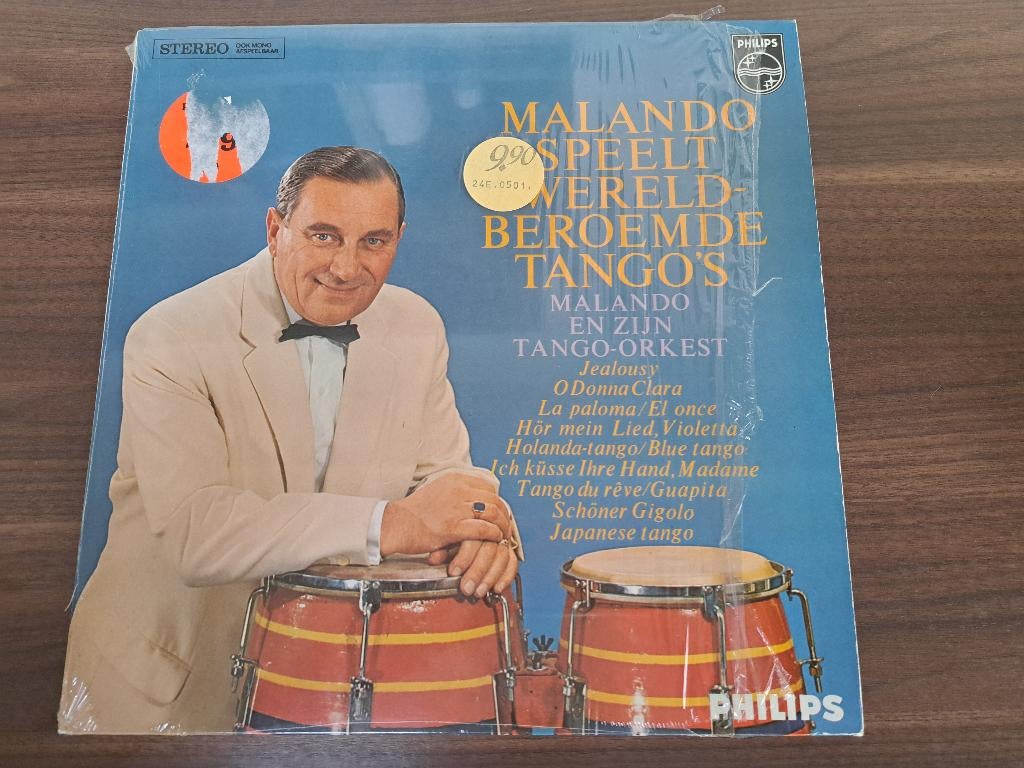 STEREO OOK MONO
AFSPEELBAAR
PHILIPS
9
9.90
24E.0501.
MALANDO
SPEELT
WERELD-
BEROEMDE
TANGO'S
MALANDO
EN ZIJN
TANGO-ORKEST
Jealousy
O Donna Clara
La paloma/El once
Hör mein Lied, Violetta
Holanda-tango/Blue tango
Ich küsse Ihre Hand, Madame
Tango du rêve/Guapita
Schöner Gigolo
Japanese tango
PHILIPS